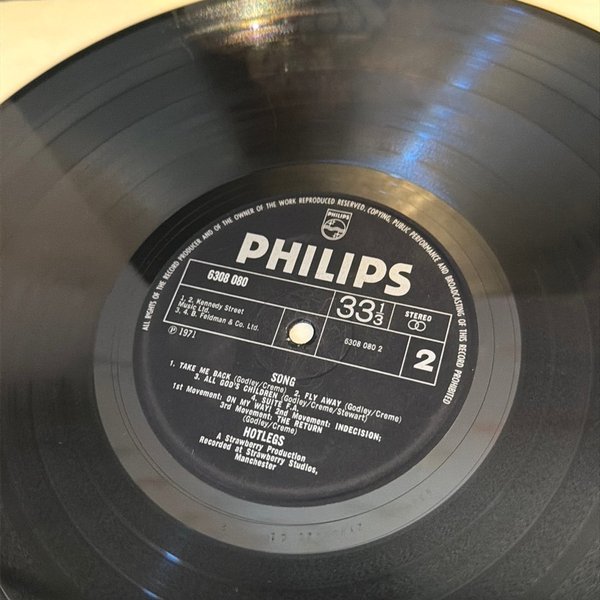 ALL RIGHTS OF THE RECORD PRODUCER AND OF THE OWNER OF THE WORK REPRODUCED RESERVED. COPYING, PUBLIC PERFORMANCE AND BROADCASTING OF THIS RECORD PROHIBITED
PHILIPS
PHILIPS
6308 080
1, 2. Kennedy Street
Music Ltd.
3, 4. B. Feldman & Co. Ltd.
℗ 1971
33 1/3
STEREO
6308 080 2
2
SONG
1. TAKE ME BACK (Godley/Creme) 2. FLY AWAY (Godley/Creme)
3. ALL GOD'S CHILDREN (Godley/Creme/Stewart)
4. SUITE F.A.
1st Movement: ON MY WAY! 2nd Movement: INDECISION;
3rd Movement: THE RETURN
(Godley/Creme)
HOTLEGS
A Strawberry Production
Recorded at Strawberry Studios,
Manchester